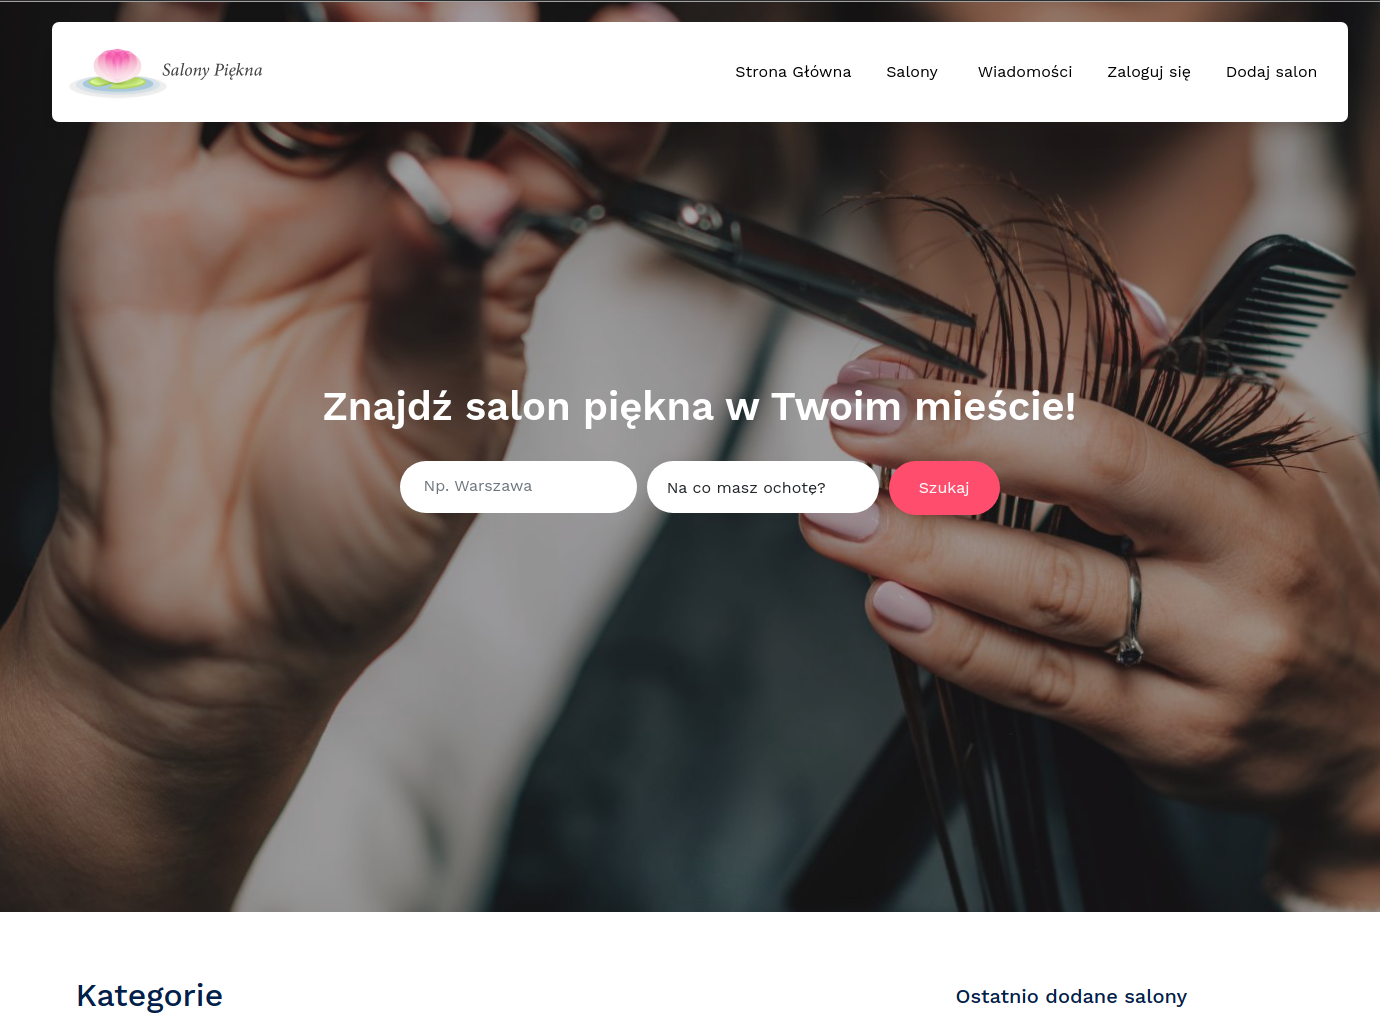 Salony Piękna
Strona Główna Salony Wiadomości Zaloguj się Dodaj salon
Znajdź salon piękna w Twoim mieście!
Np. Warszawa Na co masz ochotę? Szukaj
Kategorie
Ostatnio dodane salony